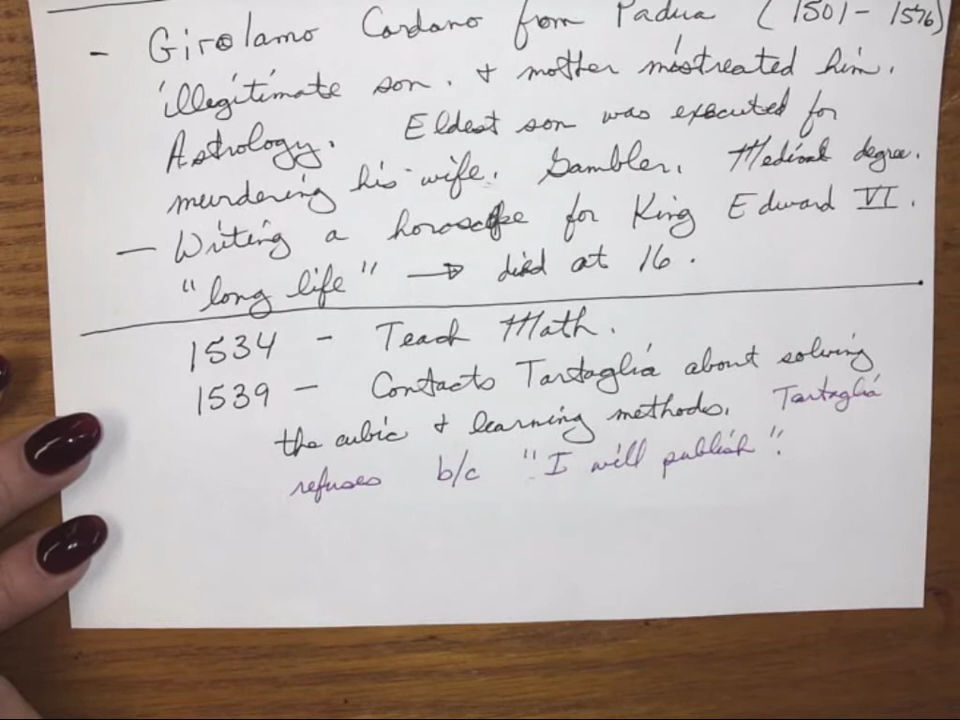 - Girolamo Cardano from Padua (1501 - 1576)
illegitimate son. & mother mistreated him.
Astrology. Eldest son was executed for
murdering his wife. Gambler. Medical degree.
- Writing a horoscope for King Edward VI.
"long life" → died at 16.
1534 - Teach Math.
1539 - Contacts Tartaglia about solving
the cubic & learning methods. Tartaglia
refuses b/c "I will publish".